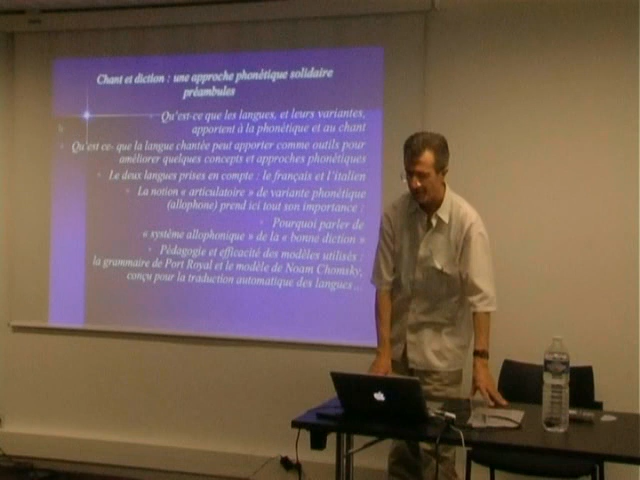 Chant et diction : une approche phonétique solidaire
préambules
Qu'est-ce que les langues, et leurs variantes,
apportent à la phonétique et au chant
Qu'est ce- que la langue chantée peut apporter comme outils pour
améliorer quelques concepts et approches phonétiques
Le deux langues prises en compte : le français et l'italien
La notion « articulatoire » de variante phonétique
(allophone) prend ici tout son importance :
Pourquoi parler de
« système allophonique » de la « bonne diction »
Pédagogie et efficacité des modèles utilisés :
la grammaire de Port Royal et le modèle de Noam Chomsky,
conçu pour la traduction automatique des langues…